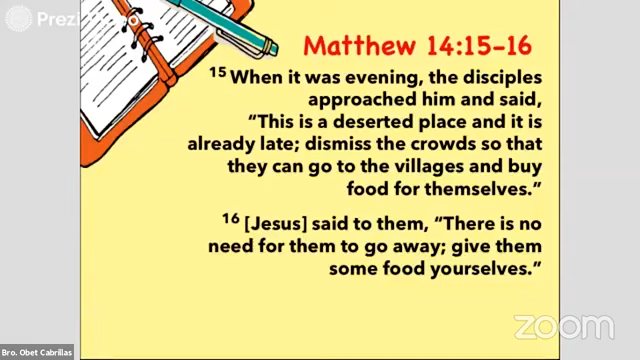 Prezi Video
Matthew 14:15-16
15 When it was evening, the disciples
approached him and said,
“This is a deserted place and it is
already late; dismiss the crowds so that
they can go to the villages and buy
food for themselves.”
16 [Jesus] said to them, “There is no
need for them to go away; give them
some food yourselves.”
zoom
Bro. Obet Cabrillas